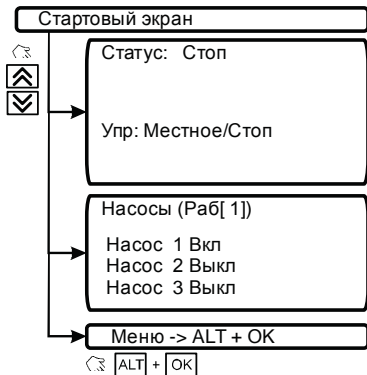 Стартовый экран
Статус: Стоп
Упр: Местное/Стоп
Насосы (Раб[ 1])
Насос 1 Вкл
Насос 2 Выкл
Насос 3 Выкл
Меню -> ALT + OK
ALT + OK